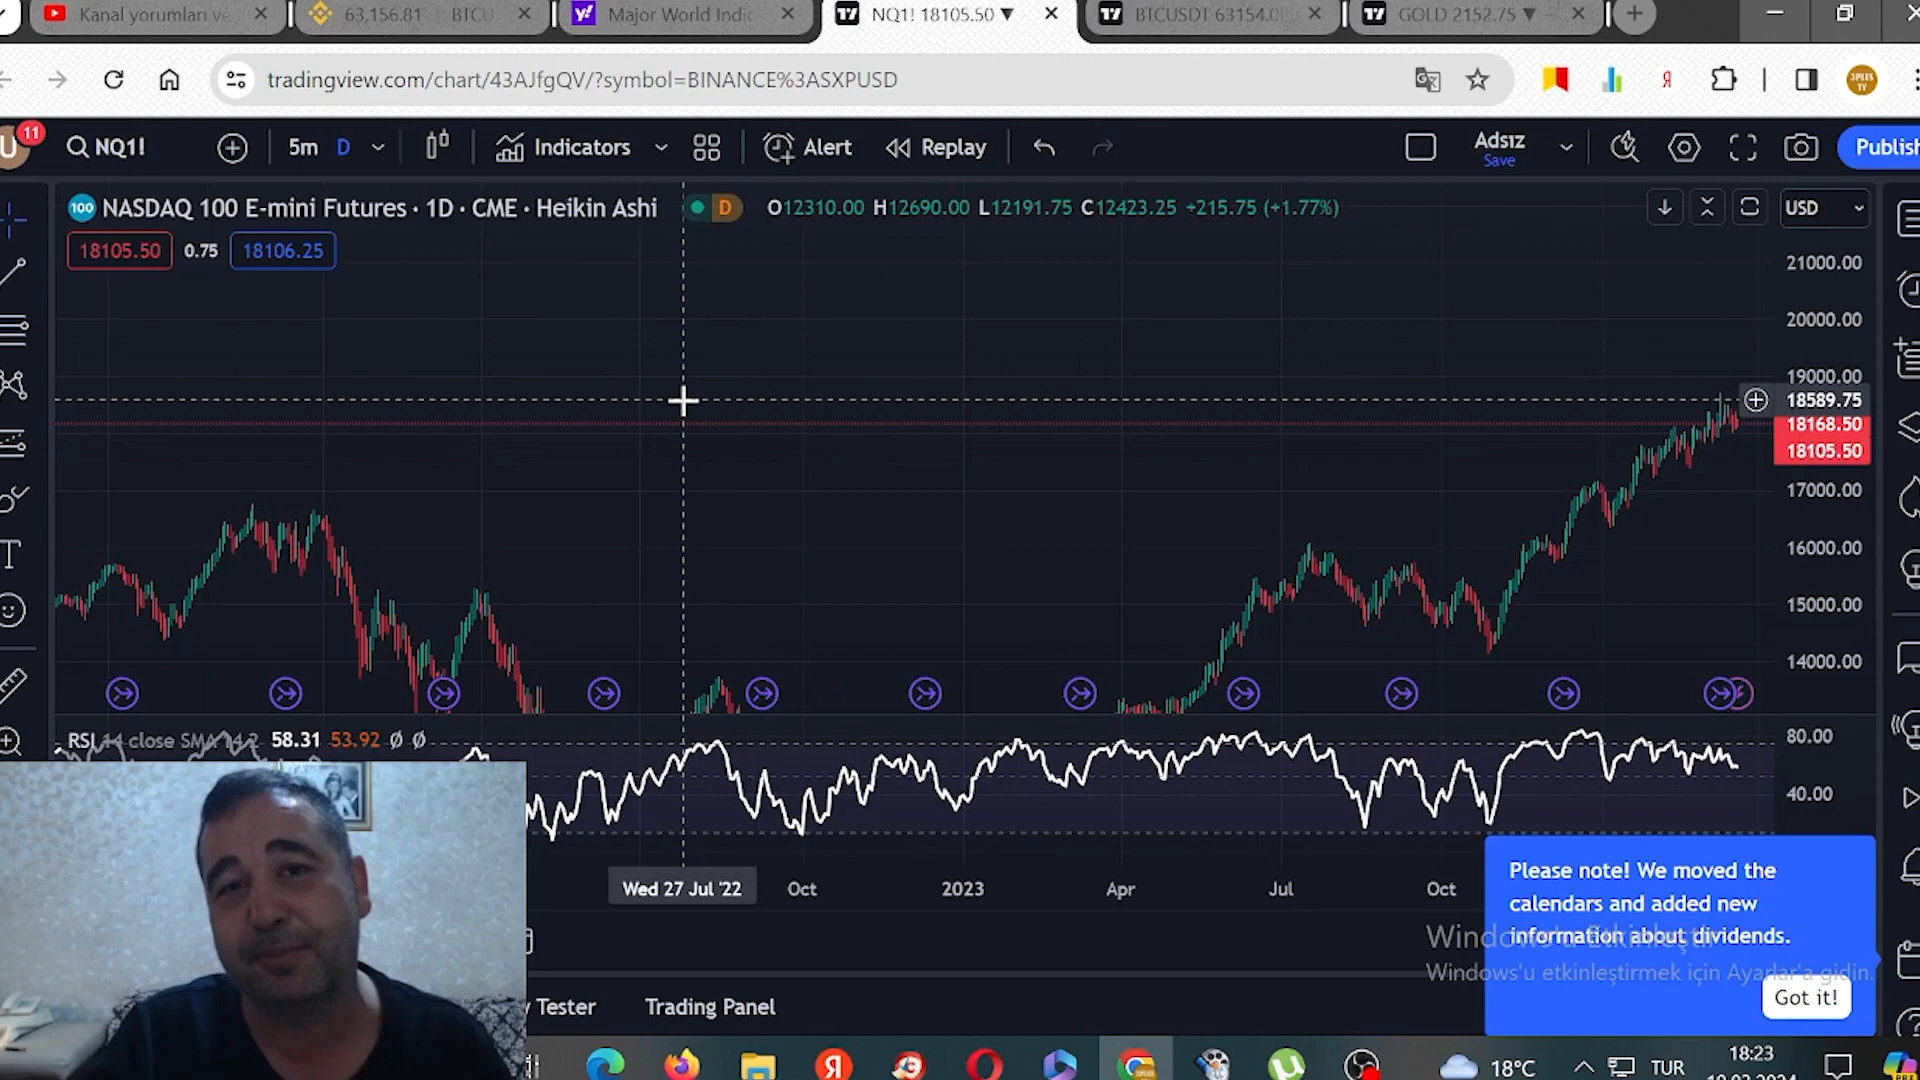 Kanal yorumları ve
63,156.81
BTCU
Major World Indic
NQ1! 18105.50 ▼
BTCUSDT 63154.0
GOLD 2152.75 ▼
tradingview.com/chart/43AJfgQV/?symbol=BINANCE%3ASXPUSD
U
11
NQ1!
5m
D
Indicators
Alert
Replay
Adsız
Save
Publish
100
NASDAQ 100 E-mini Futures · 1D · CME · Heikin Ashi
D
O12310.00 H12690.00 L12191.75 C12423.25 +215.75 (+1.77%)
USD
18105.50
0.75
18106.25
21000.00
20000.00
19000.00
18589.75
18168.50
18105.50
17000.00
16000.00
15000.00
14000.00
RSI 14 close SMA 14 2 58.31 53.92 Ø Ø
80.00
40.00
Wed 27 Jul '22
Oct
2023
Apr
Jul
Oct
Please note! We moved the
calendars and added new
information about dividends.
Windows'u Etkinleştir
Windows'u etkinleştirmek için Ayarlar'a gidin.
Got it!
Tester
Trading Panel
18°C
TUR
18:23